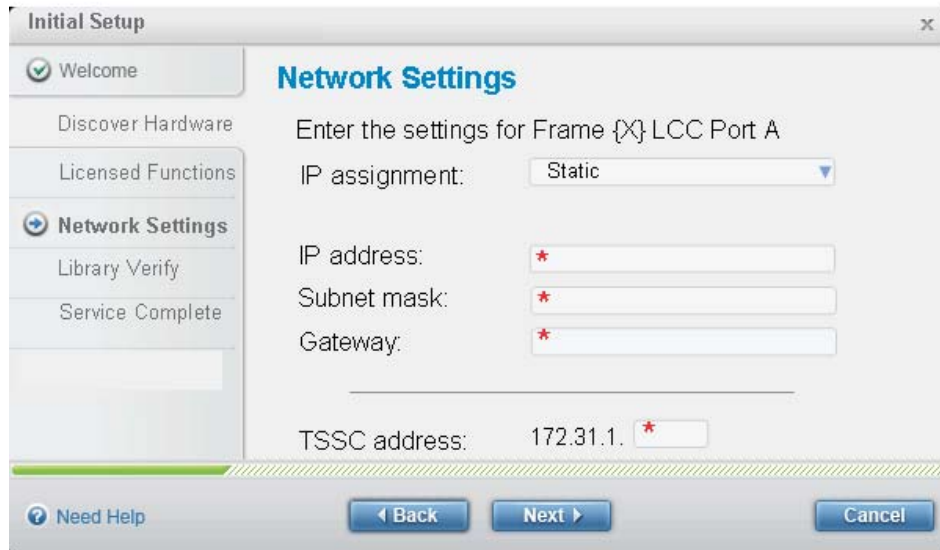 Initial Setup
x
Welcome
Discover Hardware
Licensed Functions
Network Settings
Library Verify
Service Complete
Network Settings
Enter the settings for Frame {X} LCC Port A
IP assignment: Static
IP address: *
Subnet mask: *
Gateway: *
TSSC address: 172.31.1. *
? Need Help
Back
Next
Cancel